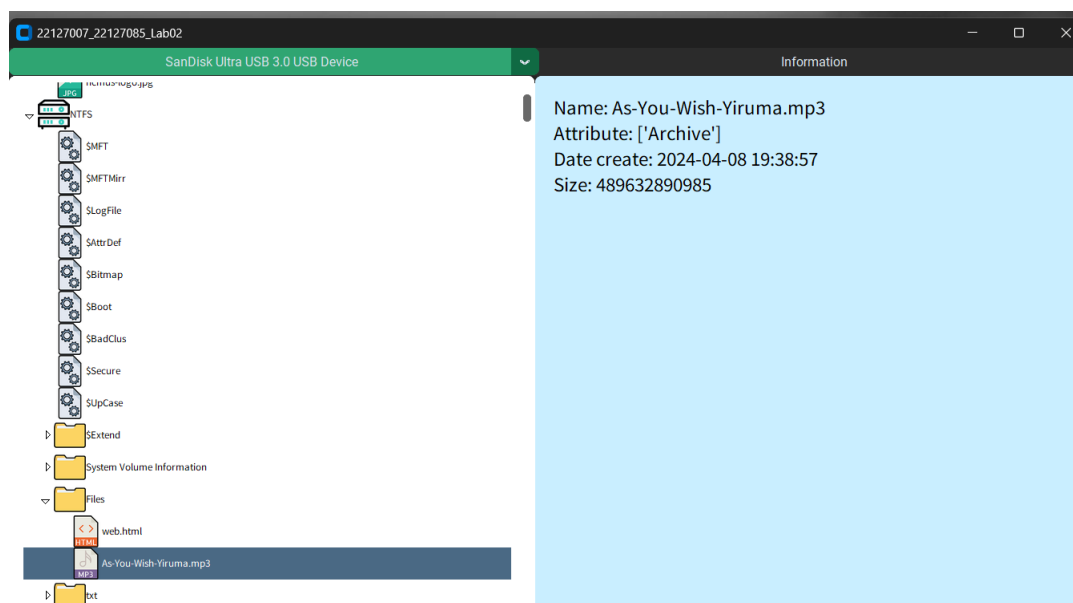 22127007_22127085_Lab02
SanDisk Ultra USB 3.0 USB Device
Information
JPG
NTFS
$MFT
$MFTMirr
$LogFile
$AttrDef
$Bitmap
$Boot
$BadClus
$Secure
$UpCase
$Extend
System Volume Information
Files
web.html
HTML
As-You-Wish-Yiruma.mp3
MP3
txt
Name: As-You-Wish-Yiruma.mp3
Attribute: ['Archive']
Date create: 2024-04-08 19:38:57
Size: 489632890985